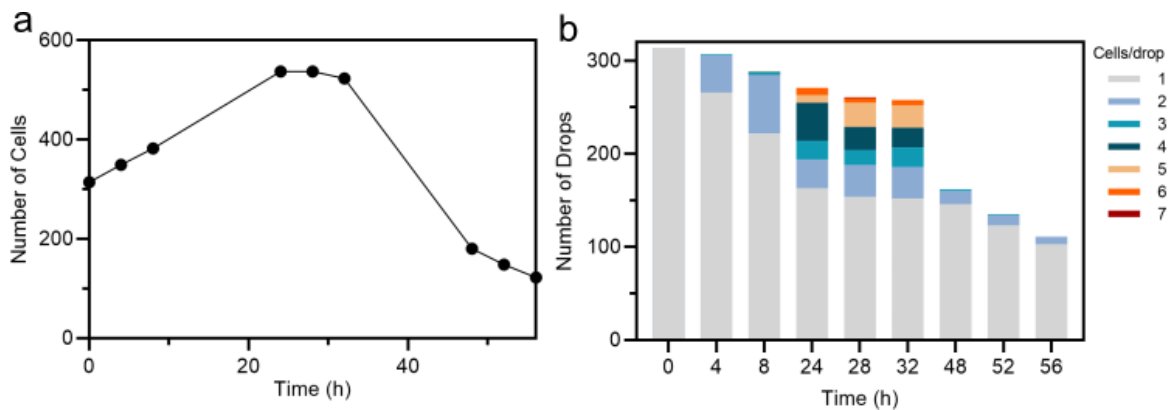 a
600
400
200
0
Number of Cells
0 20 40
Time (h)
b
300
200
100
0
Number of Drops
0 4 8 24 28 32 48 52 56
Time (h)
Cells/drop
1
2
3
4
5
6
7